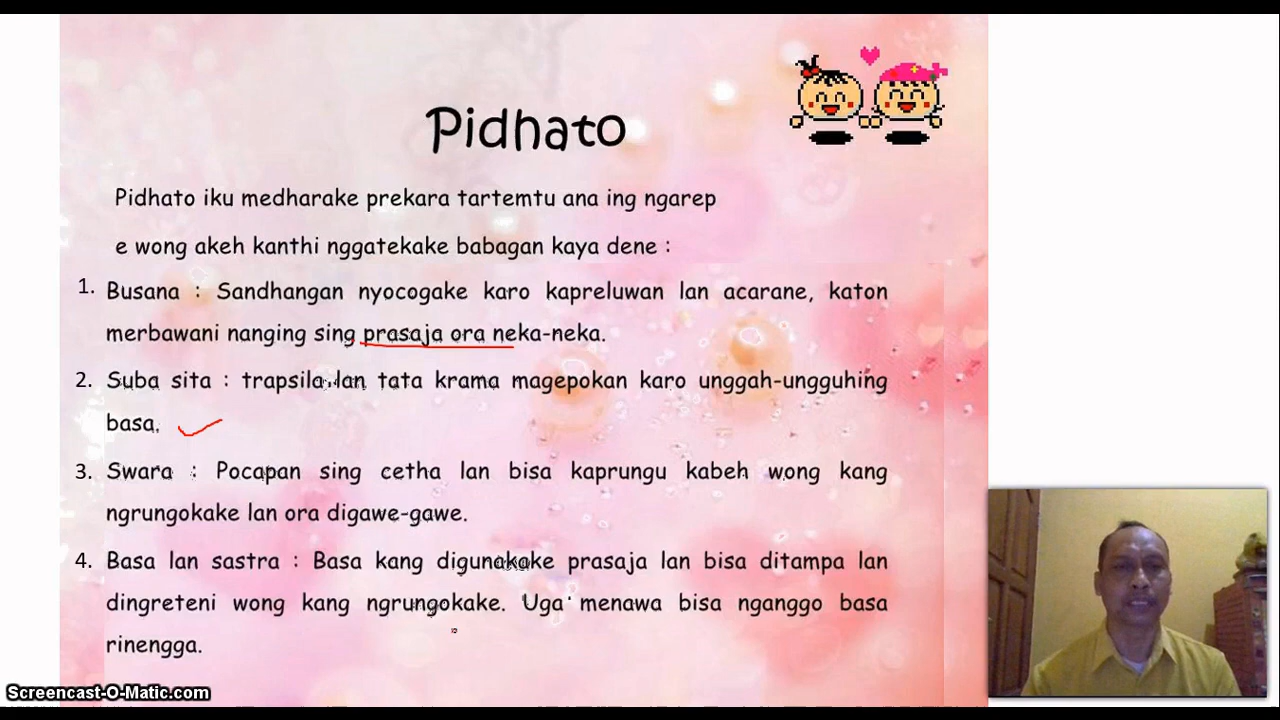 Pidhato
Pidhato iku medharake prekara tartemtu ana ing ngarep
e wong akeh kanthi nggatekake babagan kaya dene :
1. Busana : Sandhangan nyocogake karo kapreluwan lan acarane, katon
merbawani nanging sing prasaja ora neka-neka.
2. Suba sita : trapsila lan tata krama magepokan karo unggah-ungguhing
basa.
3. Swara : Pocapan sing cetha lan bisa kaprungu kabeh wong kang
ngrungokake lan ora digawe-gawe.
4. Basa lan sastra : Basa kang digunakake prasaja lan bisa ditampa lan
dingreteni wong kang ngrungokake. Uga menawa bisa nganggo basa
rinengga.
Screencast-O-Matic.com